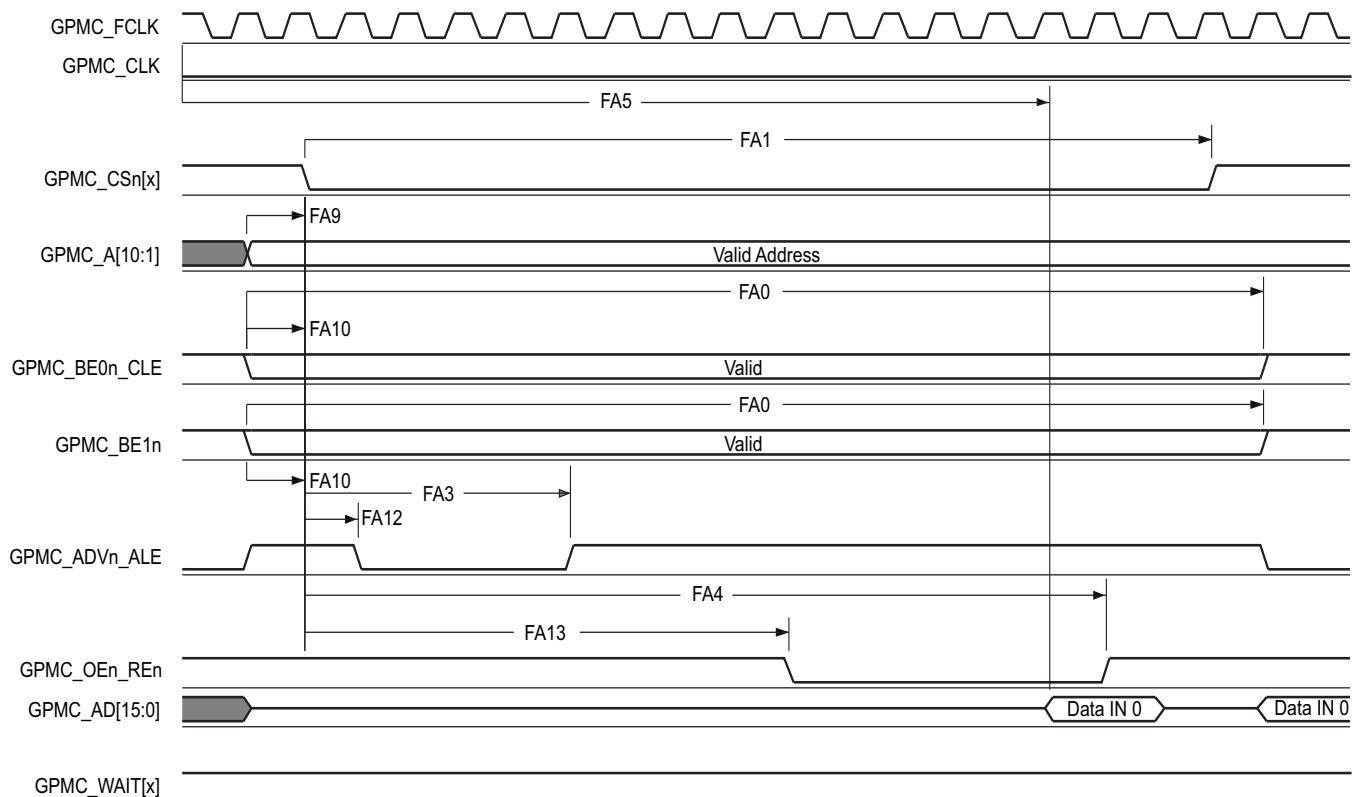 GPMC_FCLK
GPMC_CLK
FA5
FA1
GPMC_CSn[x]
FA9
GPMC_A[10:1]
Valid Address
FA0
FA10
GPMC_BE0n_CLE
Valid
FA0
GPMC_BE1n
Valid
FA10
FA3
FA12
GPMC_ADVn_ALE
FA4
FA13
GPMC_OEn_REn
GPMC_AD[15:0]
Data IN 0
Data IN 0
GPMC_WAIT[x]